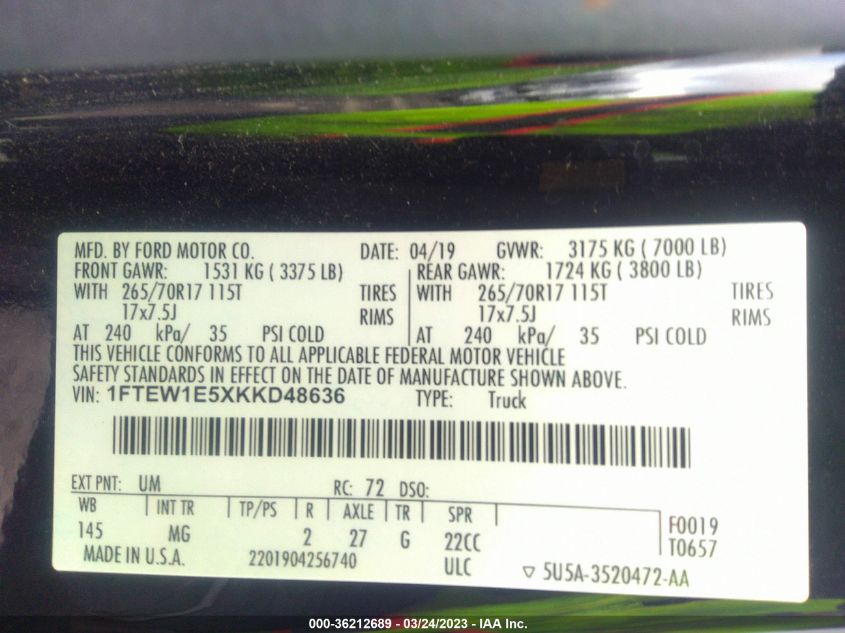 MFD. BY FORD MOTOR CO. DATE: 04/19 GVWR: 3175 KG ( 7000 LB)
FRONT GAWR: 1531 KG ( 3375 LB) REAR GAWR: 1724 KG ( 3800 LB)
WITH 265/70R17 115T TIRES WITH 265/70R17 115T TIRES
17x7.5J RIMS 17x7.5J RIMS
AT 240 kPa/ 35 PSI COLD AT 240 kPa/ 35 PSI COLD
THIS VEHICLE CONFORMS TO ALL APPLICABLE FEDERAL MOTOR VEHICLE
SAFETY STANDARDS IN EFFECT ON THE DATE OF MANUFACTURE SHOWN ABOVE.
VIN: 1FTEW1E5XKKD48636 TYPE: Truck
EXT PNT: UM RC: 72 DSO:
WB INT TR TP/PS R AXLE TR SPR
145 MG 2 27 G 22CC
F0019
T0657
MADE IN U.S.A. 2201904256740 ULC ▽ 5U5A-3520472-AA
000-36212689 - 03/24/2023 - IAA Inc.